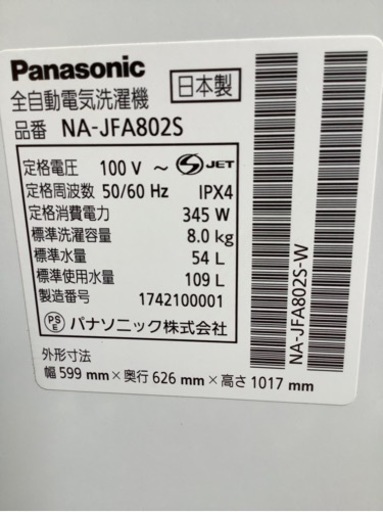 Panasonic
日本製
全自動電気洗濯機
品番 NA-JFA802S
定格電圧 100 V ～ S JET
定格周波数 50/60 Hz IPX4
定格消費電力 345 W
標準洗濯容量 8.0 kg
標準水量 54 L
標準使用水量 109 L
製造番号 1742100001
PS E パナソニック株式会社
外形寸法
幅 599 mm × 奥行 626 mm × 高さ 1017 mm
NA-JFA802S-W